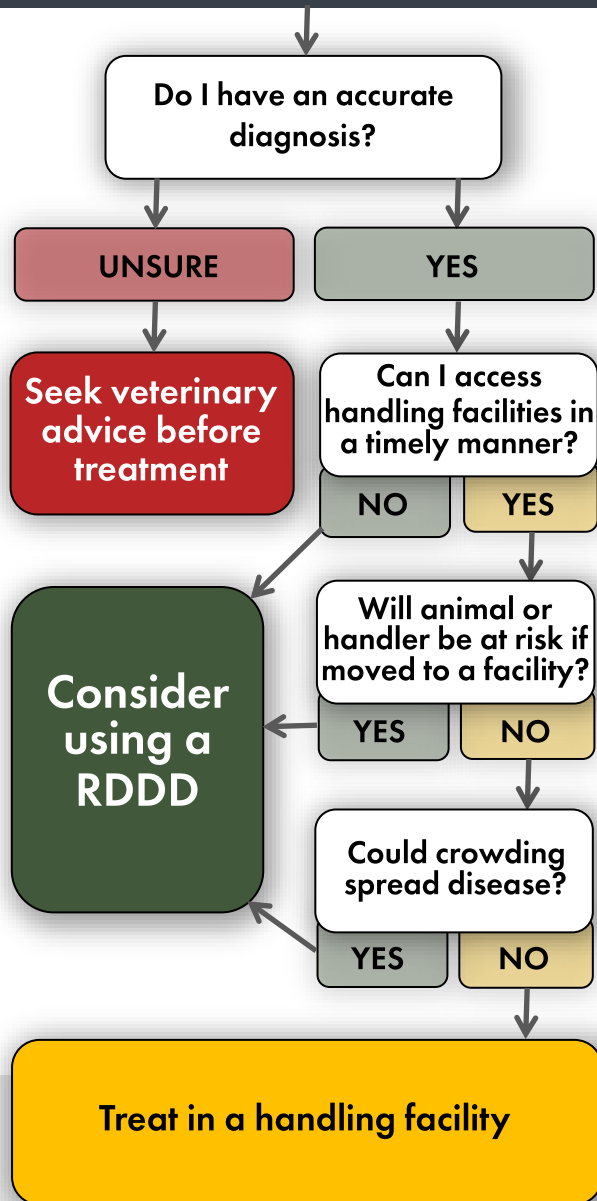 Do I have an accurate
diagnosis?
UNSURE
YES
Seek veterinary
advice before
treatment
Can I access
handling facilities in
a timely manner?
NO
YES
Will animal or
handler be at risk if
moved to a facility?
Consider
using a
RDDD
YES
NO
Could crowding
spread disease?
YES
NO
Treat in a handling facility